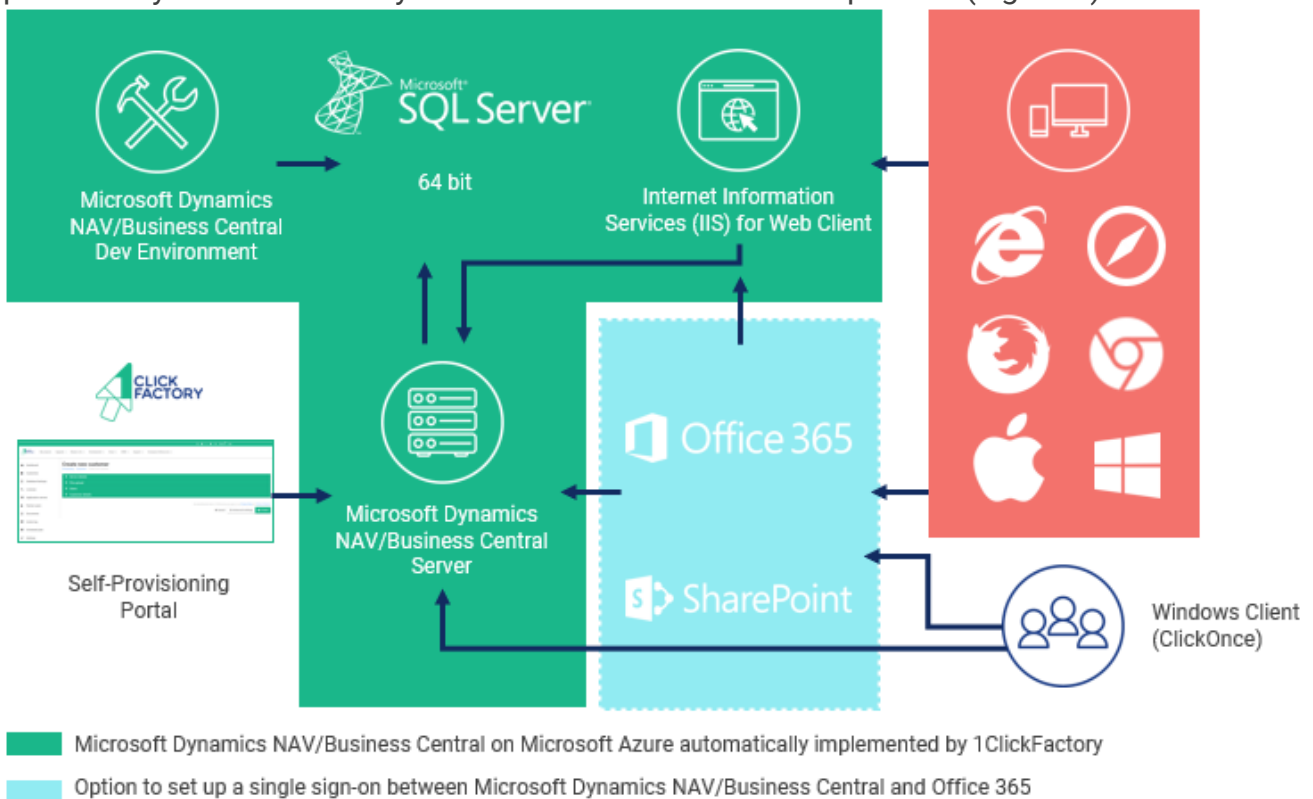 Microsoft®
SQL Server
64 bit
Microsoft Dynamics
NAV/Business Central
Dev Environment
Internet Information
Services (IIS) for Web Client
1
CLICK
FACTORY
Create new customer
Self-Provisioning
Portal
Microsoft Dynamics
NAV/Business Central
Server
Office 365
S
SharePoint
Windows Client
(ClickOnce)
Microsoft Dynamics NAV/Business Central on Microsoft Azure automatically implemented by 1ClickFactory
Option to set up a single sign-on between Microsoft Dynamics NAV/Business Central and Office 365